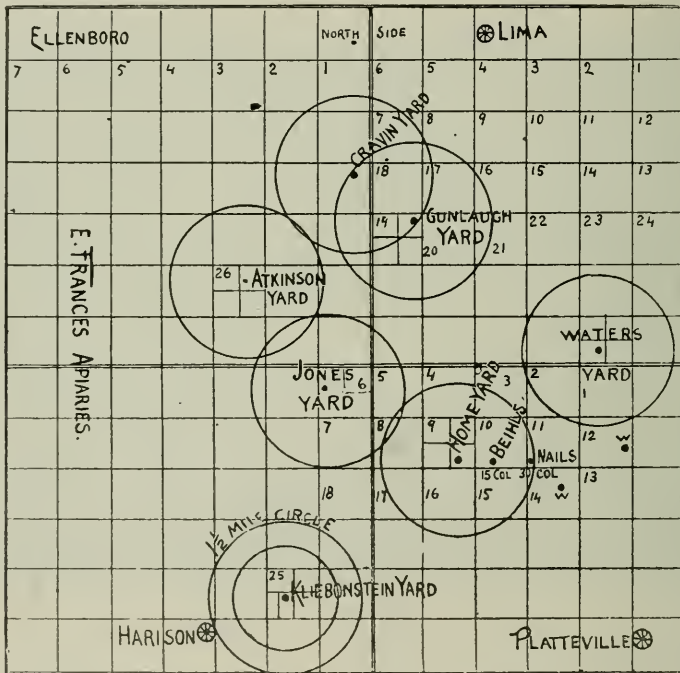 ELLENBORO NORTH SIDE LIMA
7 6 5 4 3 2 1 6 5 4 3 2 1
7 8 9 10 11 12
CRAVIN YARD
18 17 16 15 14 13
19 GUNLAUGH 22 23 24
YARD
20 21
E. FRANCES APIARIES.
26 ATKINSON
YARD
WATERS
YARD
JONES 6 5 4 3 2 1
YARD
7 8 9 10 11 12
HOME YARD
BEIHLS.
NAILS W
15 COL 30 COL 13
W
18 17 16 15 14
1½ MILE CIRCLE
25
KLIEBONSTEIN YARD
HARISON PLATTEVILLE